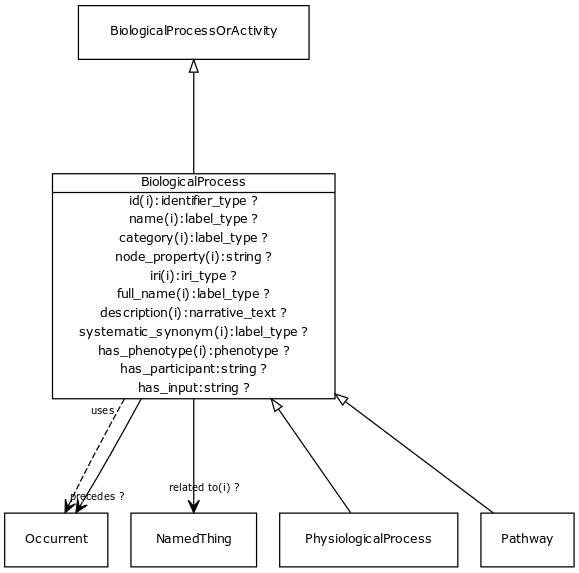 BiologicalProcessOrActivity
BiologicalProcess
id(i):identifier_type ?
name(i):label_type ?
category(i):label_type ?
node_property(i):string ?
iri(i):iri_type ?
full_name(i):label_type ?
description(i):narrative_text ?
systematic_synonym(i):label_type ?
has_phenotype(i):phenotype ?
has_participant:string ?
has_input:string ?
uses
precedes ?
related to(i) ?
Occurrent
NamedThing
PhysiologicalProcess
Pathway